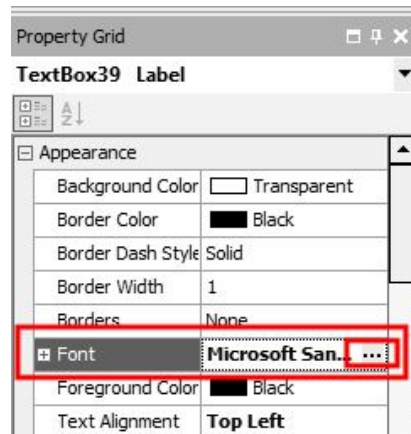 Property Grid
TextBox39 Label
Appearance
Background Color Transparent
Border Color Black
Border Dash Style Solid
Border Width 1
Borders None
Font Microsoft San... ...
Foreground Color Black
Text Alignment Top Left